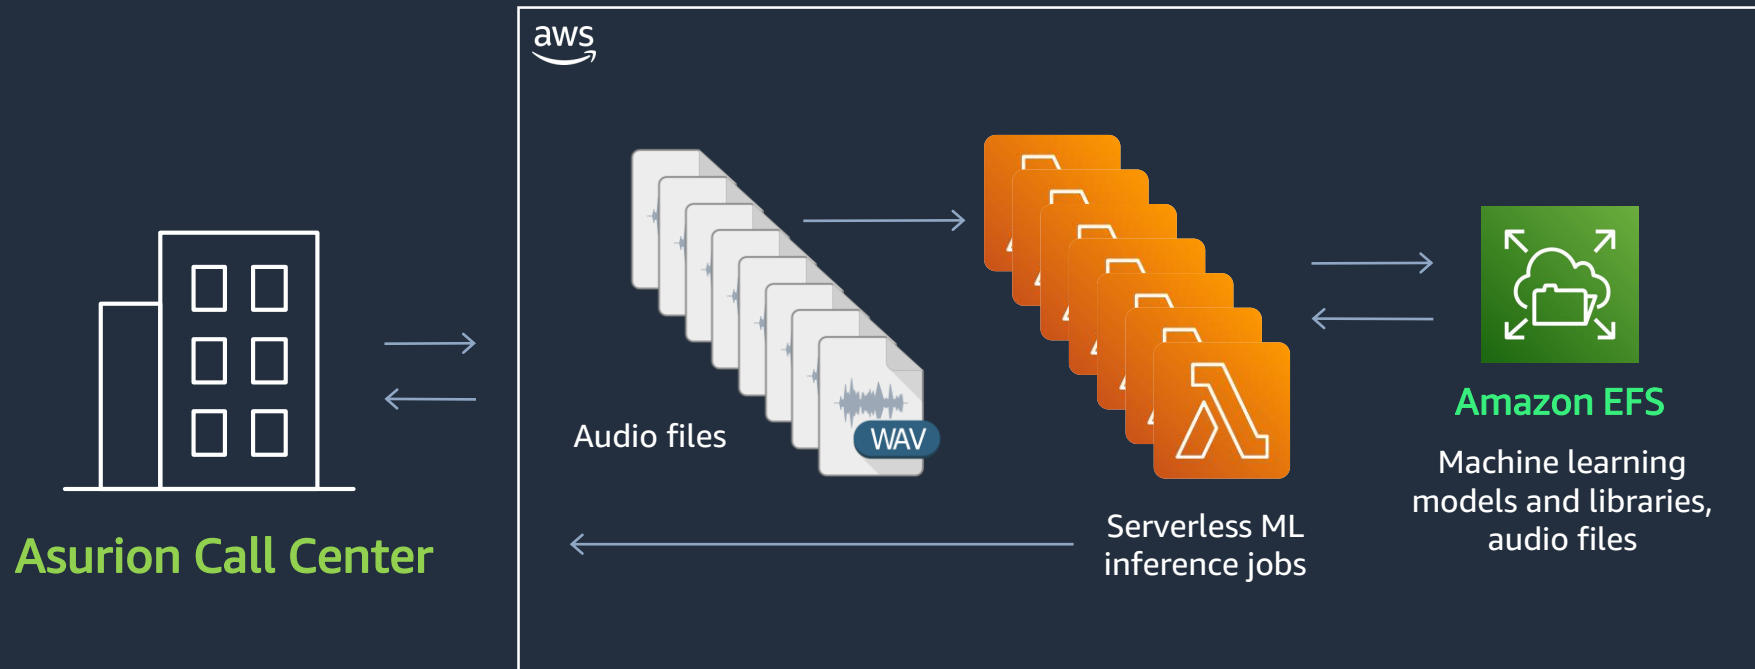 aws
Audio files
WAV
Asurion Call Center
Serverless ML
inference jobs
Amazon EFS
Machine learning
models and libraries,
audio files